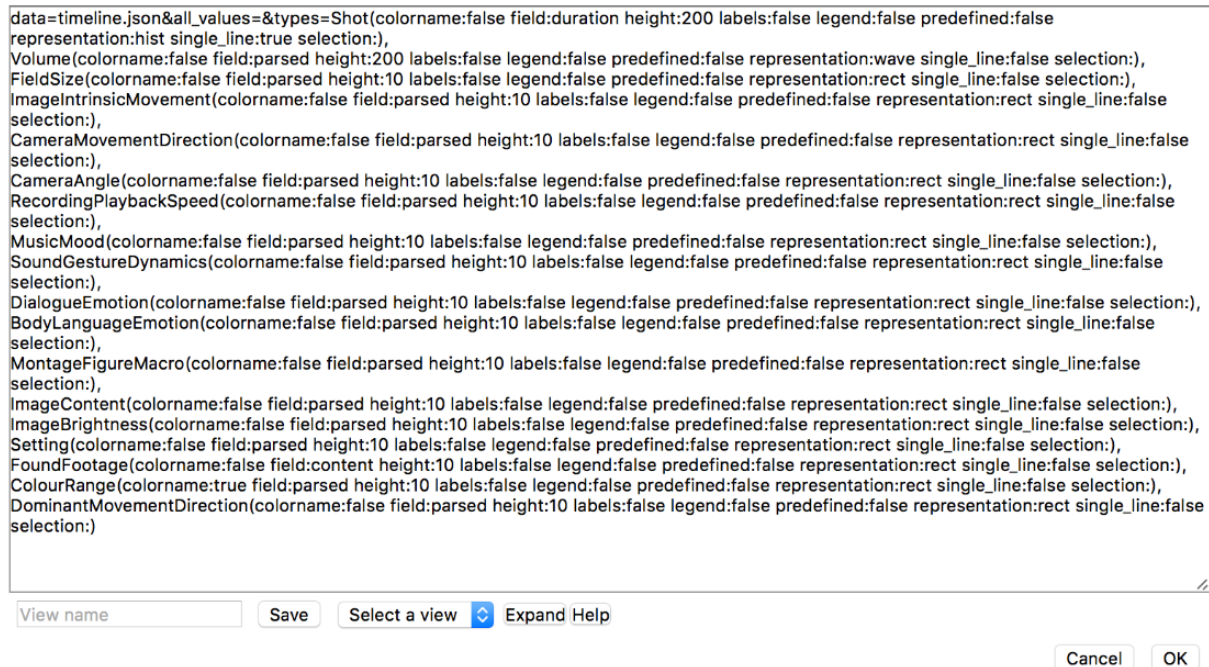 data=timeline.json&all_values=&types=Shot(colorname:false field:duration height:200 labels:false legend:false predefined:false
representation:hist single_line:true selection:),
Volume(colorname:false field:parsed height:200 labels:false legend:false predefined:false representation:wave single_line:false selection:),
FieldSize(colorname:false field:parsed height:10 labels:false legend:false predefined:false representation:rect single_line:false selection:),
ImageIntrinsicMovement(colorname:false field:parsed height:10 labels:false legend:false predefined:false representation:rect single_line:false
selection:),
CameraMovementDirection(colorname:false field:parsed height:10 labels:false legend:false predefined:false representation:rect single_line:false
selection:),
CameraAngle(colorname:false field:parsed height:10 labels:false legend:false predefined:false representation:rect single_line:false selection:),
RecordingPlaybackSpeed(colorname:false field:parsed height:10 labels:false legend:false predefined:false representation:rect single_line:false
selection:),
MusicMood(colorname:false field:parsed height:10 labels:false legend:false predefined:false representation:rect single_line:false selection:),
SoundGestureDynamics(colorname:false field:parsed height:10 labels:false legend:false predefined:false representation:rect single_line:false
selection:),
DialogueEmotion(colorname:false field:parsed height:10 labels:false legend:false predefined:false representation:rect single_line:false selection:),
BodyLanguageEmotion(colorname:false field:parsed height:10 labels:false legend:false predefined:false representation:rect single_line:false
selection:),
MontageFigureMacro(colorname:false field:parsed height:10 labels:false legend:false predefined:false representation:rect single_line:false
selection:),
ImageContent(colorname:false field:parsed height:10 labels:false legend:false predefined:false representation:rect single_line:false selection:),
ImageBrightness(colorname:false field:parsed height:10 labels:false legend:false predefined:false representation:rect single_line:false selection:),
Setting(colorname:false field:parsed height:10 labels:false legend:false predefined:false representation:rect single_line:false selection:),
FoundFootage(colorname:false field:content height:10 labels:false legend:false predefined:false representation:rect single_line:false selection:),
ColourRange(colorname:true field:parsed height:10 labels:false legend:false predefined:false representation:rect single_line:false selection:),
DominantMovementDirection(colorname:false field:parsed height:10 labels:false legend:false predefined:false representation:rect single_line:false
selection:)
View name Save Select a view Expand Help
Cancel OK